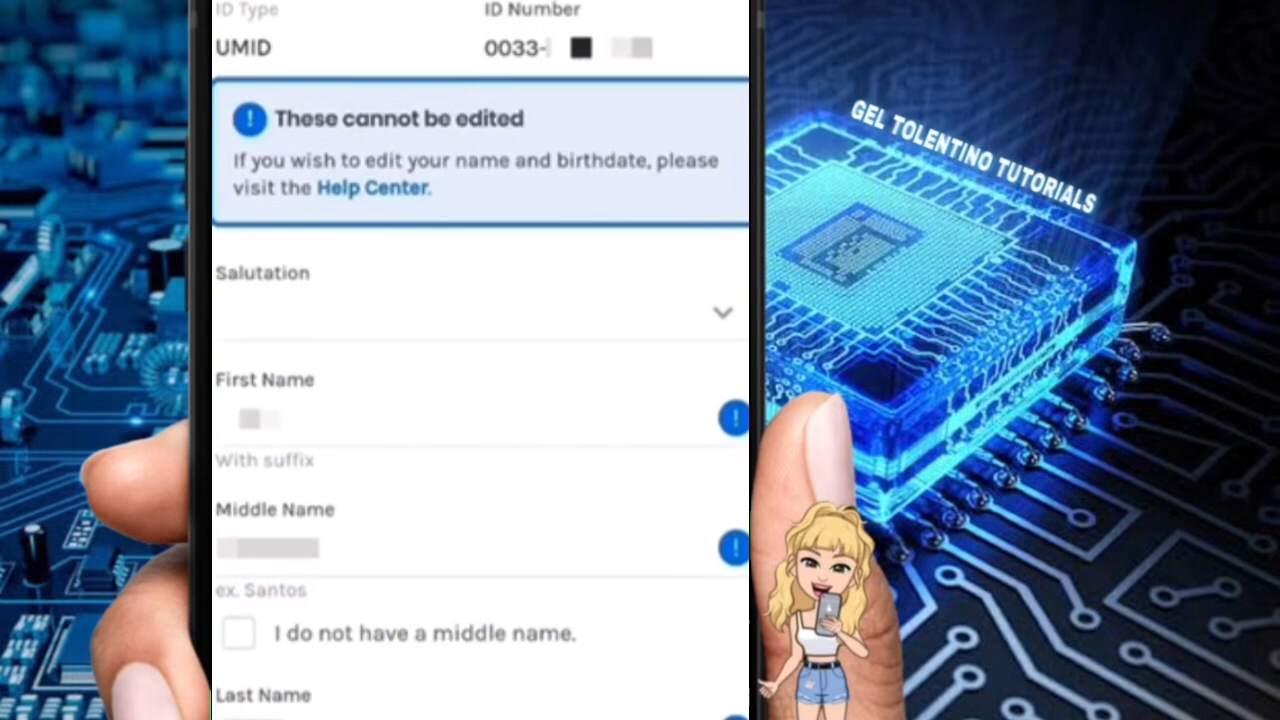 ID Type
ID Number
UMID
0033-
These cannot be edited
If you wish to edit your name and birthdate, please
visit the Help Center.
Salutation
First Name
With suffix
Middle Name
ex. Santos
I do not have a middle name.
Last Name
GEL TOLENTINO TUTORIALS